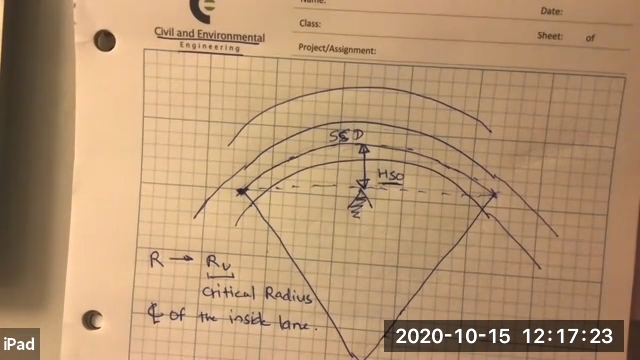 Name:
Date:
Class:
Sheet: of
Civil and Environmental
Engineering
Project/Assignment:
SSD
HSO
R → Rv
Critical Radius
℄ of the inside lane.
iPad
2020-10-15 12:17:23